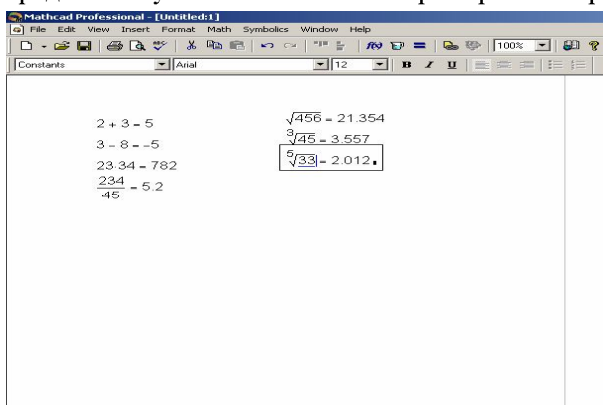 Mathcad Professional - [Untitled:1]
File Edit View Insert Format Math Symbolics Window Help
100%
Constants Arial 12 B I U
2 + 3 = 5
3 - 8 = -5
23·34 = 782
234
45
= 5.2
√456 = 21.354
3√45 = 3.557
5√33 = 2.012